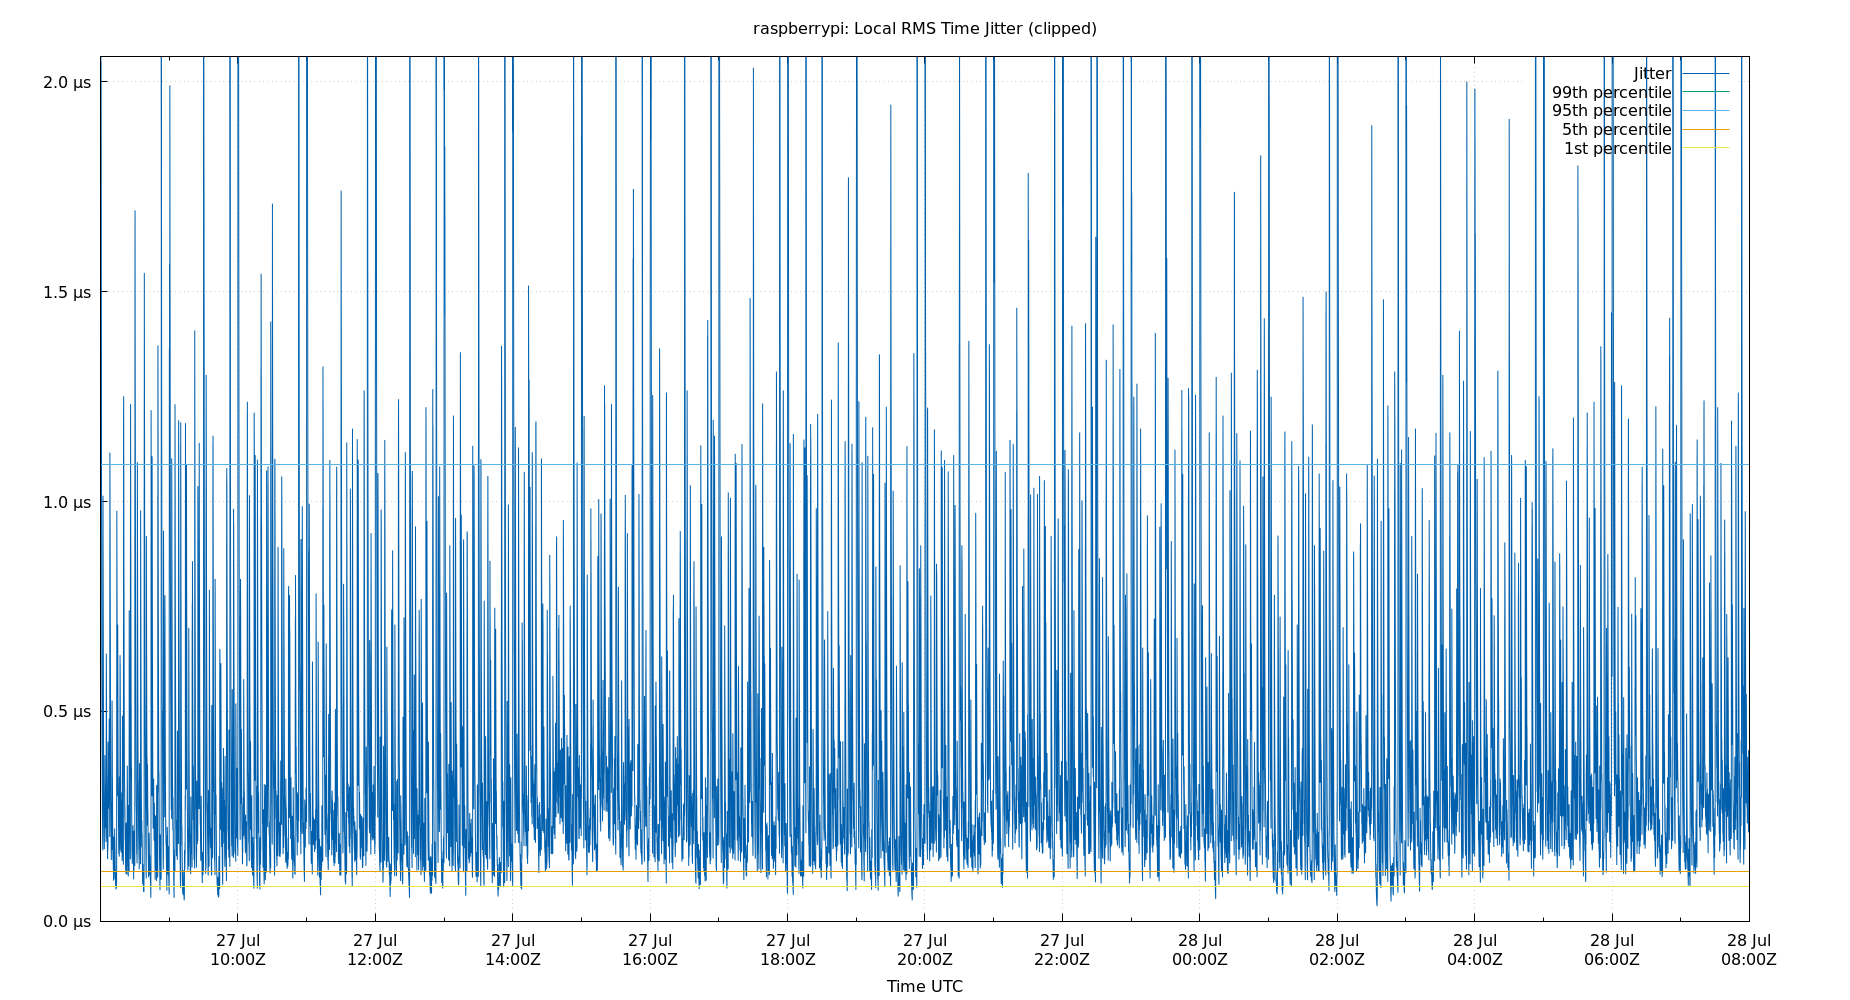 raspberrypi: Local RMS Time Jitter (clipped)
2.0 µs
1.5 µs
1.0 µs
0.5 µs
0.0 µs
Jitter
99th percentile
95th percentile
5th percentile
1st percentile
27 Jul 27 Jul 27 Jul 27 Jul 27 Jul 27 Jul 27 Jul 28 Jul 28 Jul 28 Jul 28 Jul 28 Jul
10:00Z 12:00Z 14:00Z 16:00Z 18:00Z 20:00Z 22:00Z 00:00Z 02:00Z 04:00Z 06:00Z 08:00Z
Time UTC